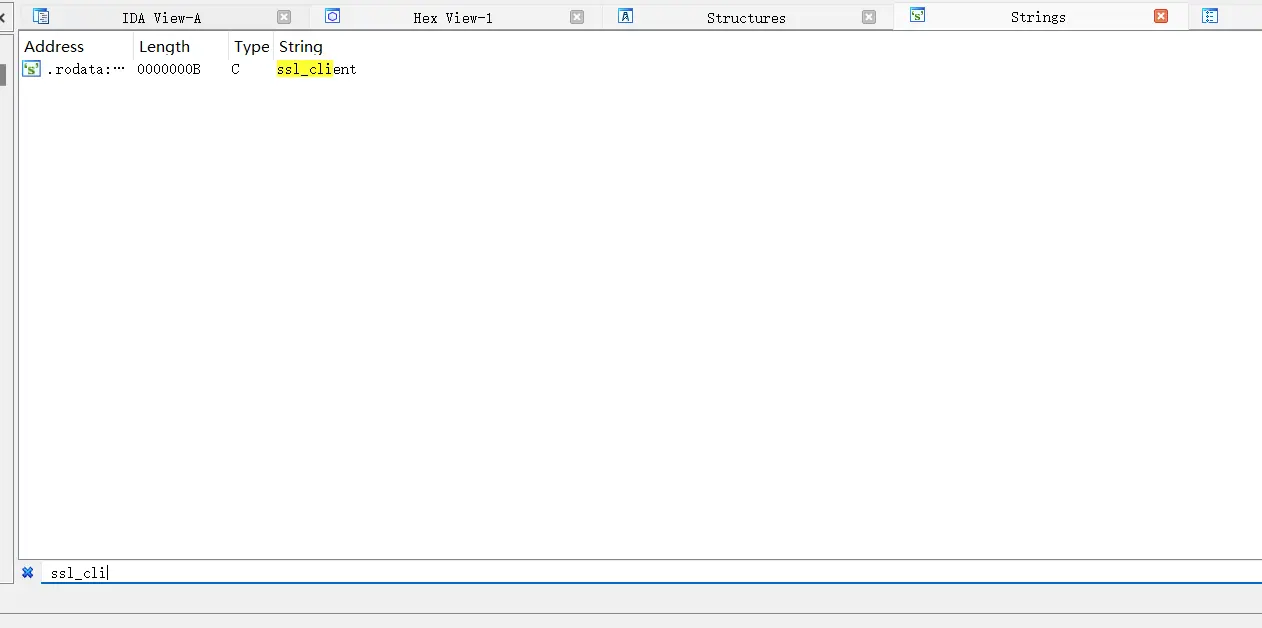 IDA View-A Hex View-1 Structures Strings
Address Length Type String
.rodata:… 0000000B C ssl_client
ssl_cli